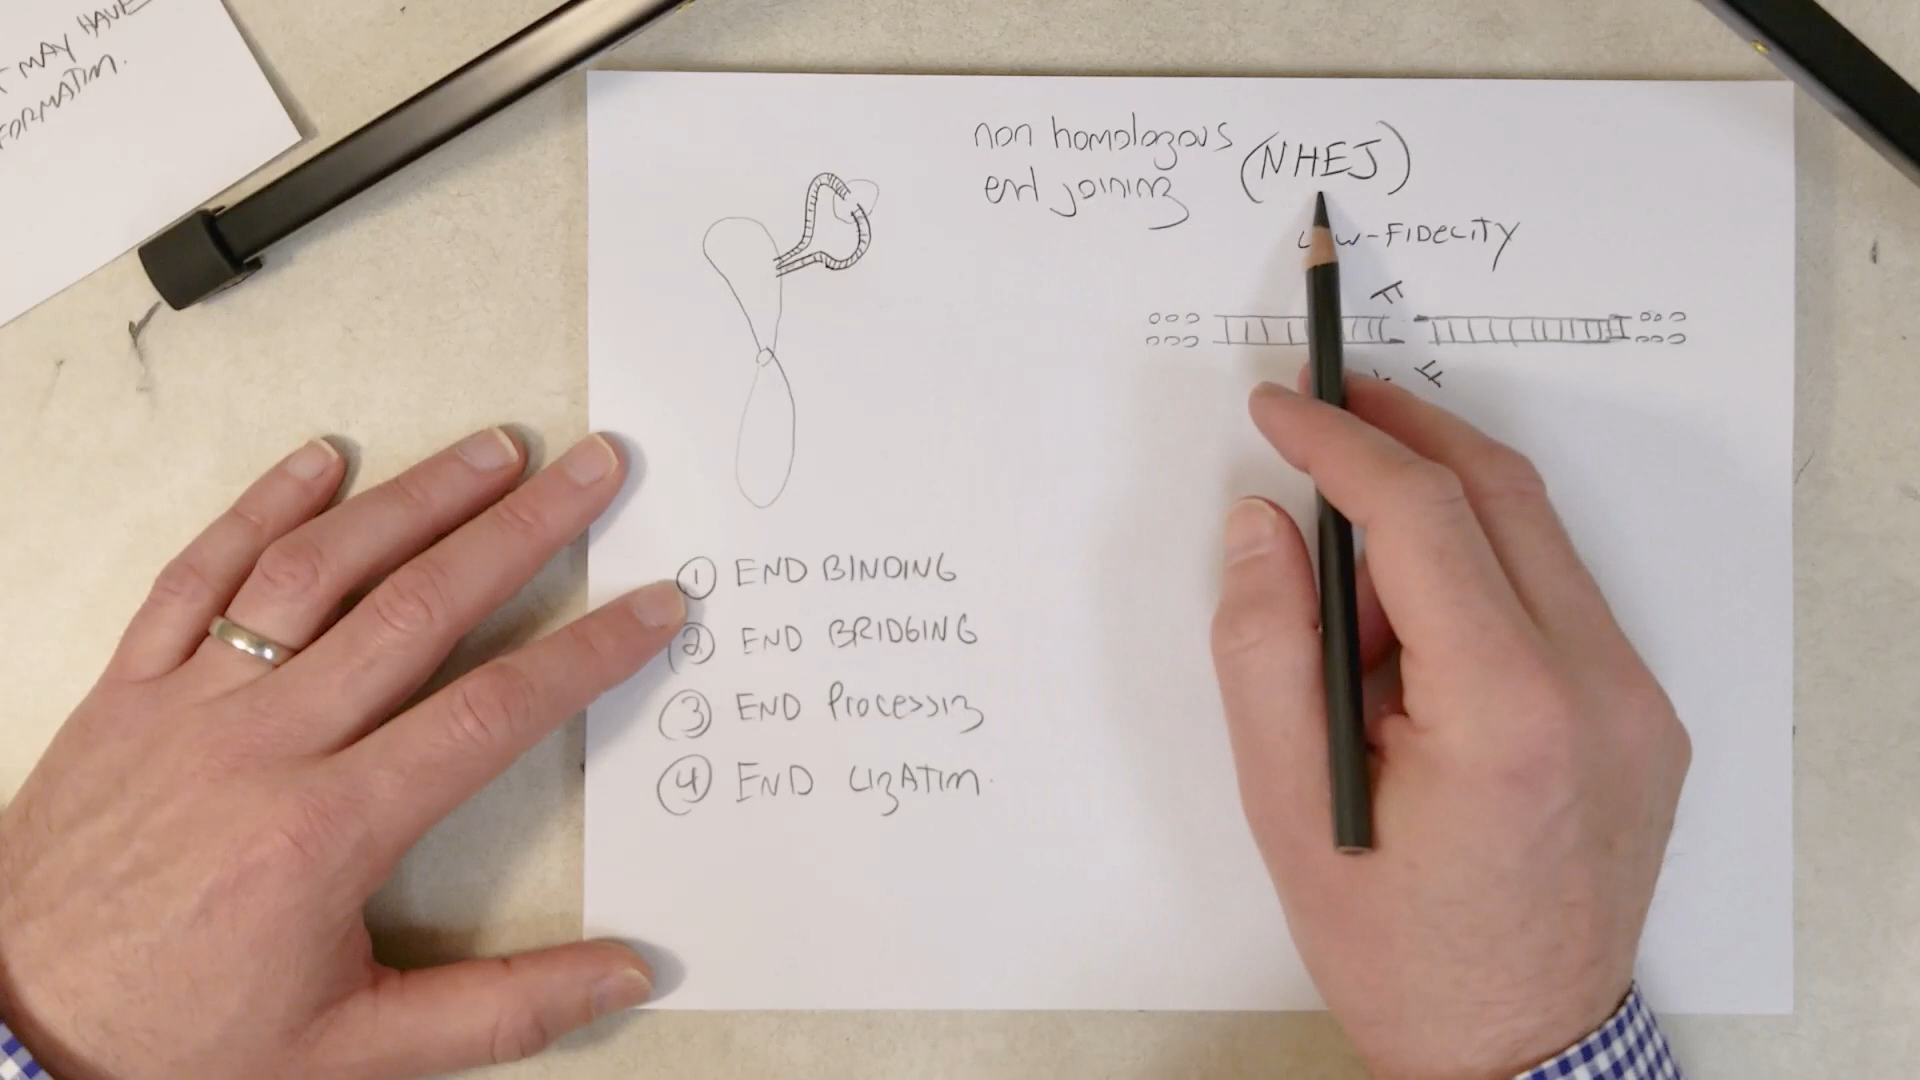 MAY HAVE
non homologous
end joining (NHEJ)
LOW-FIDELITY
1 END BINDING
2 END BRIDGING
3 END Processing
4 END LIGATION.